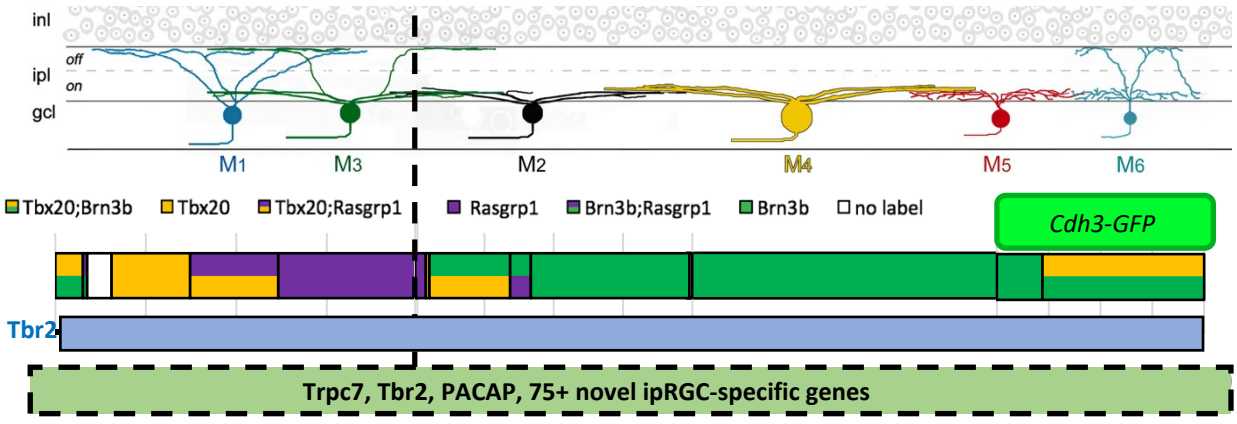 inl
off
ipl
on
gcl
M1 M3 M2 M4 M5 M6
Tbx20;Brn3b Tbx20 Tbx20;Rasgrp1 Rasgrp1 Brn3b;Rasgrp1 Brn3b no label
Cdh3-GFP
Tbr2
Trpc7, Tbr2, PACAP, 75+ novel ipRGC-specific genes